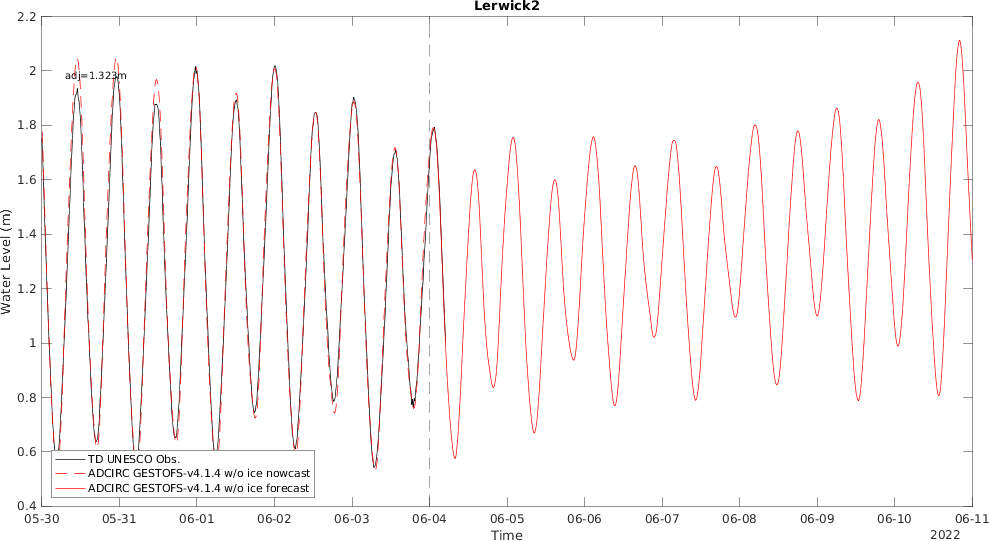 Lerwick2
2.2
2
1.8
1.6
1.4
1.2
1
0.8
0.6
0.4
Water Level (m)
adj=1.323m
TD UNESCO Obs.
ADCIRC GESTOFS-v4.1.4 w/o ice nowcast
ADCIRC GESTOFS-v4.1.4 w/o ice forecast
05-30 05-31 06-01 06-02 06-03 06-04 06-05 06-06 06-07 06-08 06-09 06-10 06-11
Time
2022